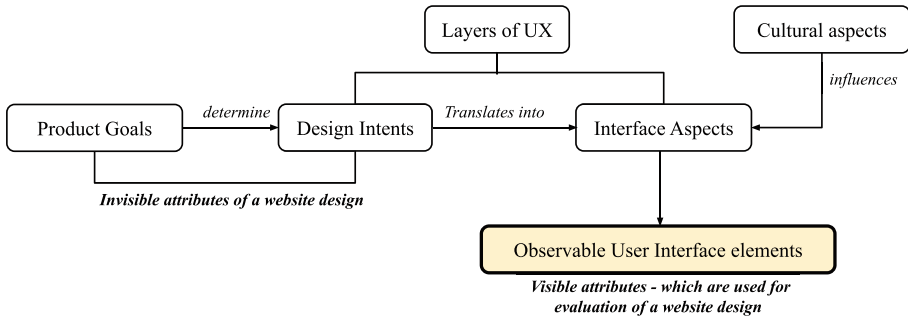 Layers of UX
Cultural aspects
influences
Product Goals
determine
Design Intents
Translates into
Interface Aspects
Invisible attributes of a website design
Observable User Interface elements
Visible attributes - which are used for
evaluation of a website design